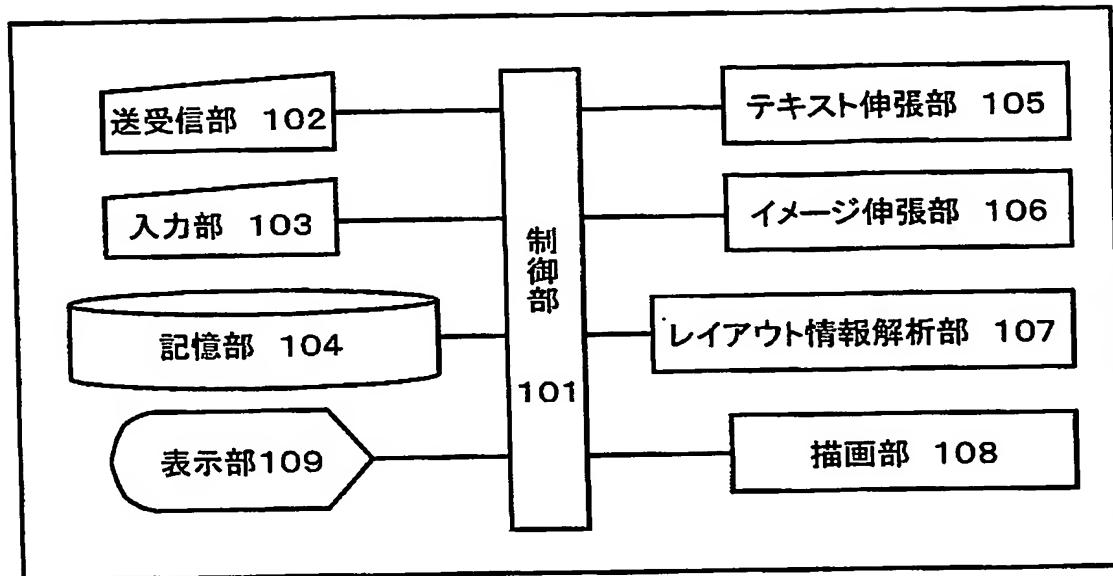 送受信部 102
入力部 103
記憶部 104
表示部109
制御部
101
テキスト伸張部 105
イメージ伸張部 106
レイアウト情報解析部 107
描画部 108